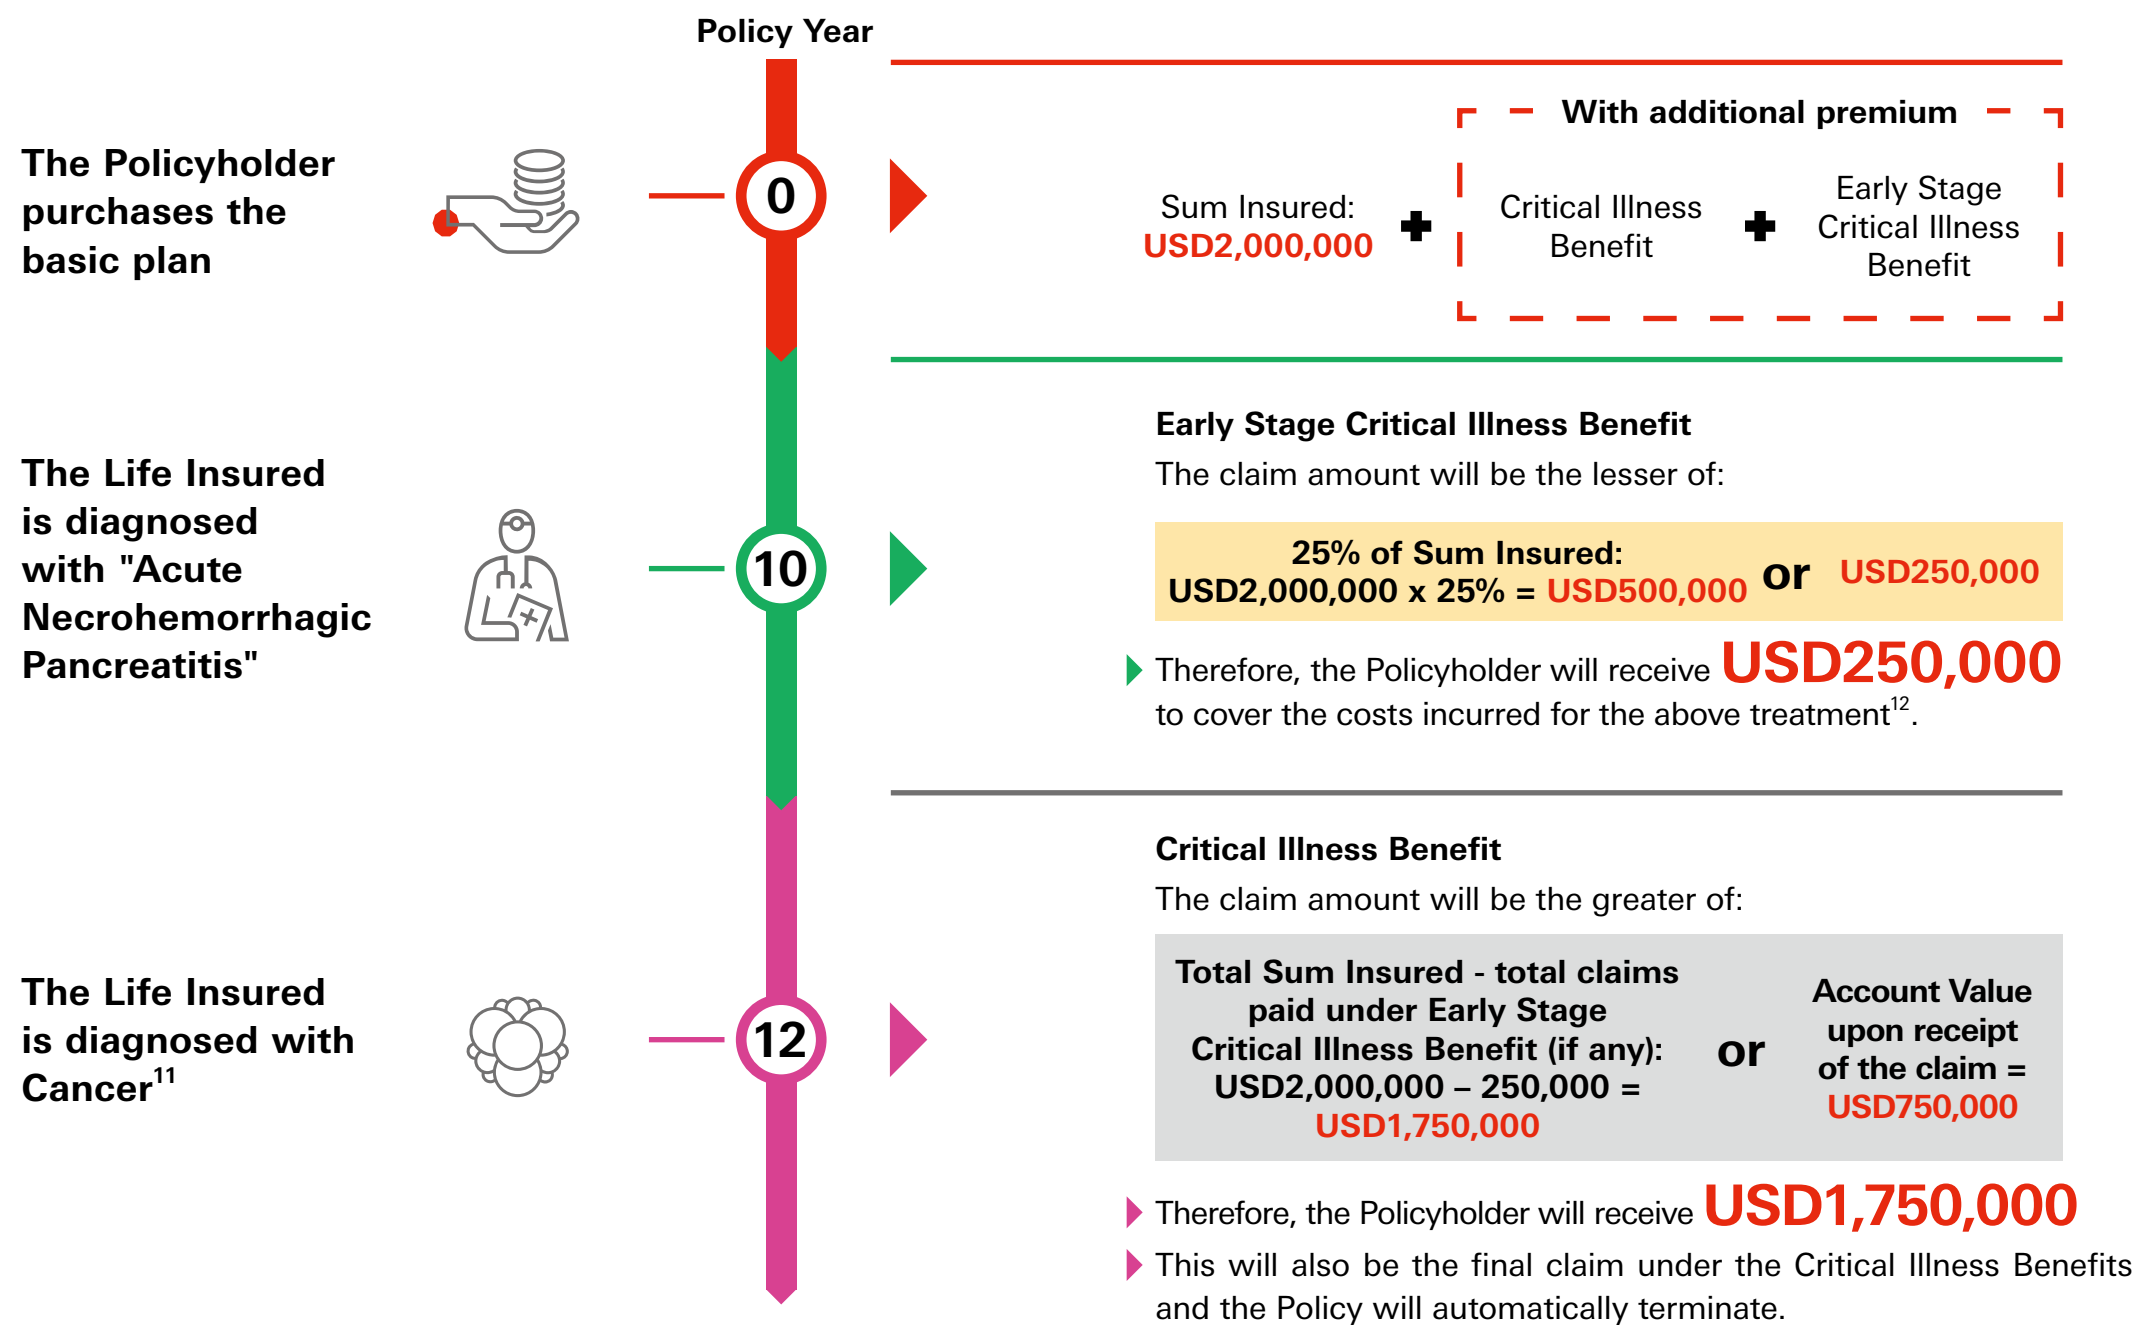 Policy Year
The Policyholder
purchases the
basic plan
0
Sum Insured:
USD2,000,000
With additional premium
Critical Illness
Benefit
Early Stage
Critical Illness
Benefit
The Life Insured
is diagnosed
with "Acute
Necrohemorrhagic
Pancreatitis"
10
Early Stage Critical Illness Benefit
The claim amount will be the lesser of:
25% of Sum Insured:
USD2,000,000 x 25% = USD500,000
or
USD250,000
Therefore, the Policyholder will receive USD250,000
to cover the costs incurred for the above treatment12.
The Life Insured
is diagnosed with
Cancer11
12
Critical Illness Benefit
The claim amount will be the greater of:
Total Sum Insured - total claims
paid under Early Stage
Critical Illness Benefit (if any):
USD2,000,000 – 250,000 =
USD1,750,000
or
Account Value
upon receipt
of the claim =
USD750,000
Therefore, the Policyholder will receive USD1,750,000
This will also be the final claim under the Critical Illness Benefits
and the Policy will automatically terminate.